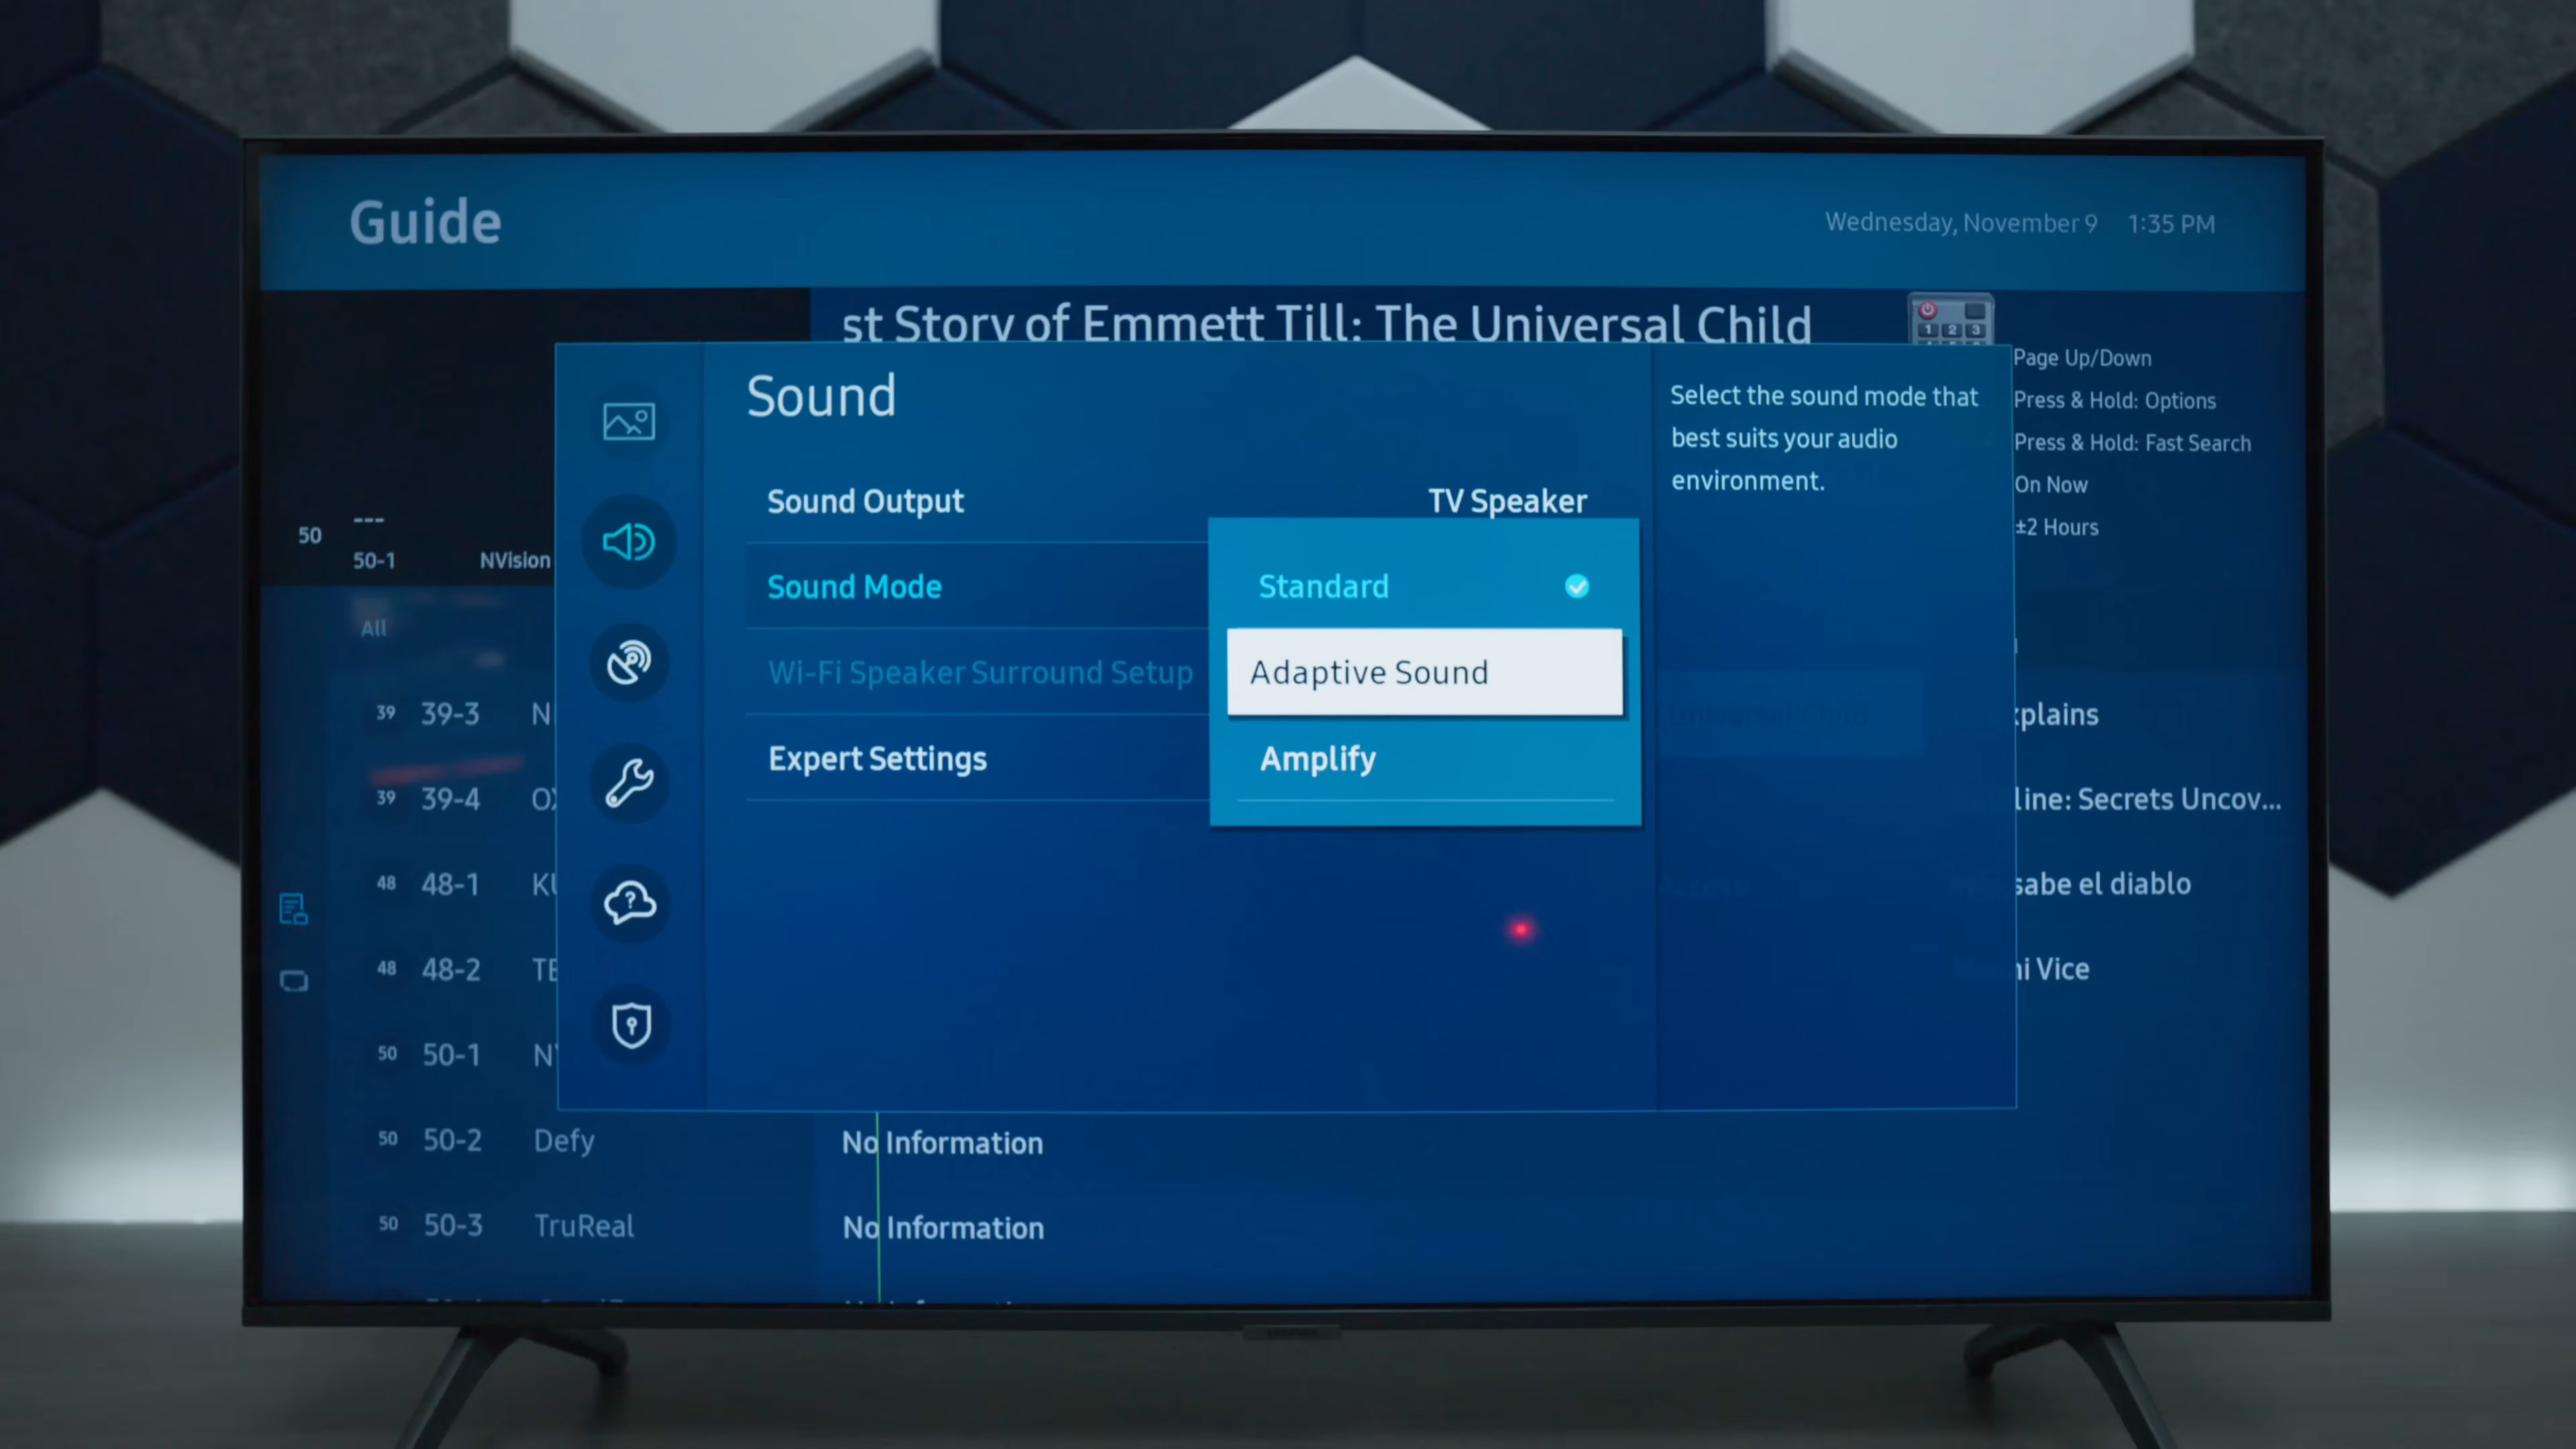 Guide
Wednesday, November 9 1:35 PM
st Story of Emmett Till: The Universal Child
1 2 3
Page Up/Down
Press & Hold: Options
Press & Hold: Fast Search
On Now
±2 Hours
---
50
50-1 NVision
All
39 39-3 N
39 39-4
48 48-1
48 48-2
50 50-1
50 50-2 Defy No Information
50 50-3 TruReal No Information
Sound
Sound Output TV Speaker
Sound Mode
Wi-Fi Speaker Surround Setup
Expert Settings
Standard
Adaptive Sound
Amplify
Select the sound mode that
best suits your audio
environment.
xplains
line: Secrets Uncov...
sabe el diablo
ni Vice